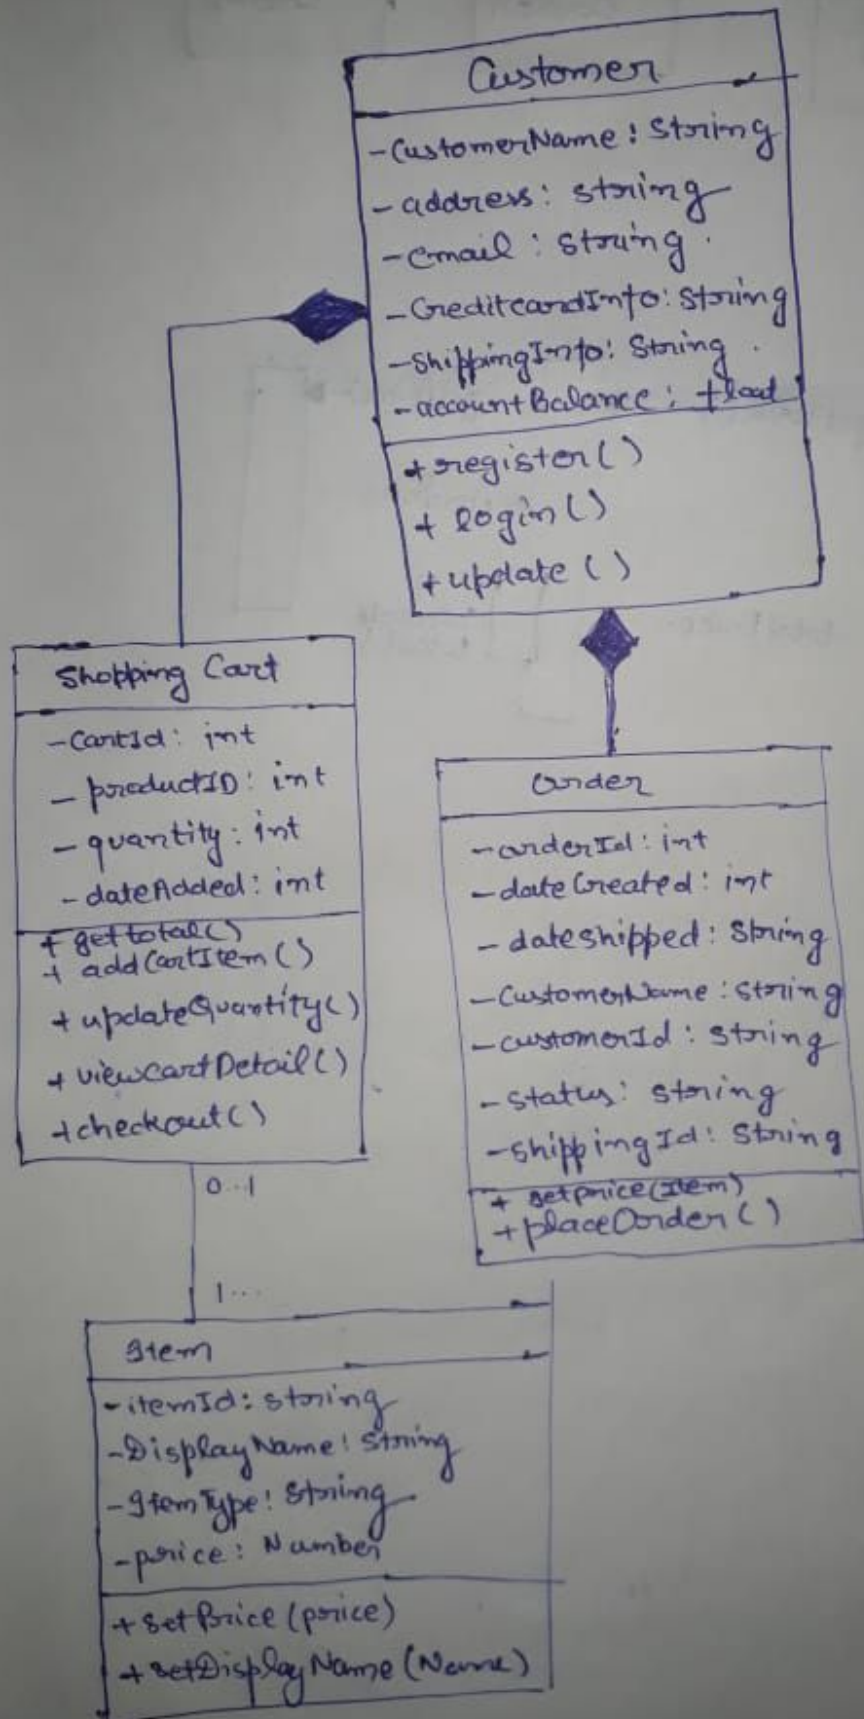 Customer
-CustomerName: String
-address: string
-email: String
-CreditcardInfo: String
-ShippingInfo: String
-accountBalance: float
+register()
+ login()
+update()
Shopping Cart
-CartId: int
- productID: int
- quantity: int
- dateAdded: int
+ gettotal()
+ addCartItem()
+ updateQuantity()
+ viewcartDetail()
+checkout()
Order
-orderId: int
-dateCreated: int
- dateshipped: String
-CustomerName: String
-customerId: String
-status: String
-shippingId: String
+ getprice(Item)
+placeOrder()
0..1
1...
Item
-itemId: string
-DisplayName: String
-ItemType: String
-price: Number
+setPrice(price)
+setDisplayName(Name)